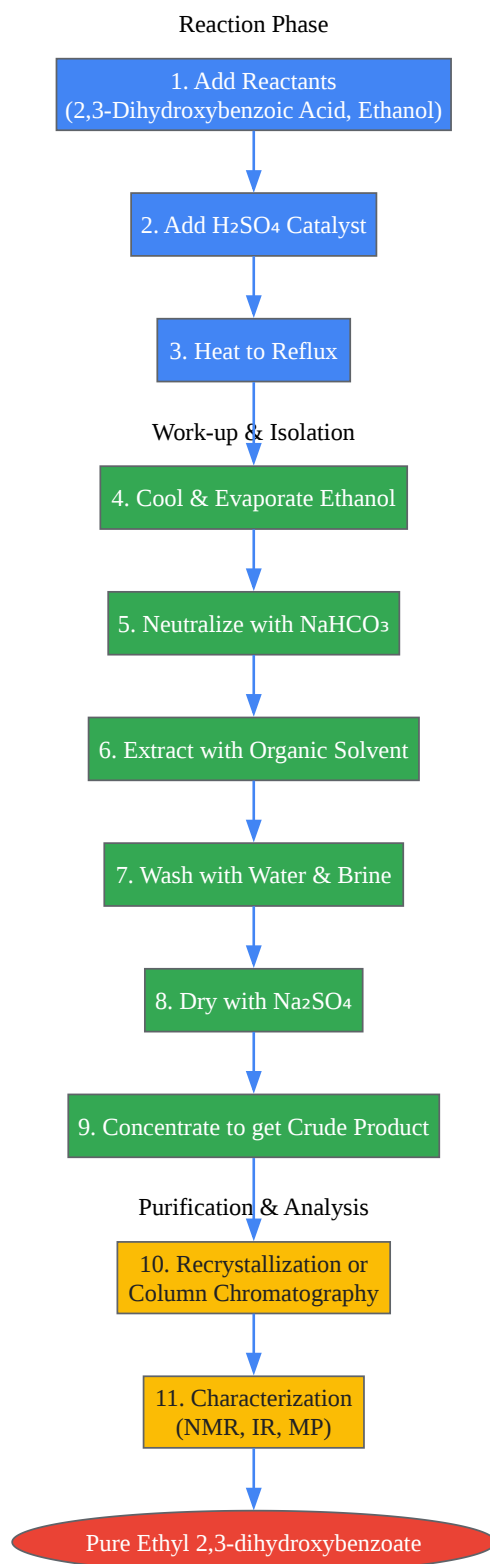 Reaction Phase
1. Add Reactants
(2,3-Dihydroxybenzoic Acid, Ethanol)
2. Add H₂SO₄ Catalyst
3. Heat to Reflux
Work-up & Isolation
4. Cool & Evaporate Ethanol
5. Neutralize with NaHCO₃
6. Extract with Organic Solvent
7. Wash with Water & Brine
8. Dry with Na₂SO₄
9. Concentrate to get Crude Product
Purification & Analysis
10. Recrystallization or
Column Chromatography
11. Characterization
(NMR, IR, MP)
Pure Ethyl 2,3-dihydroxybenzoate